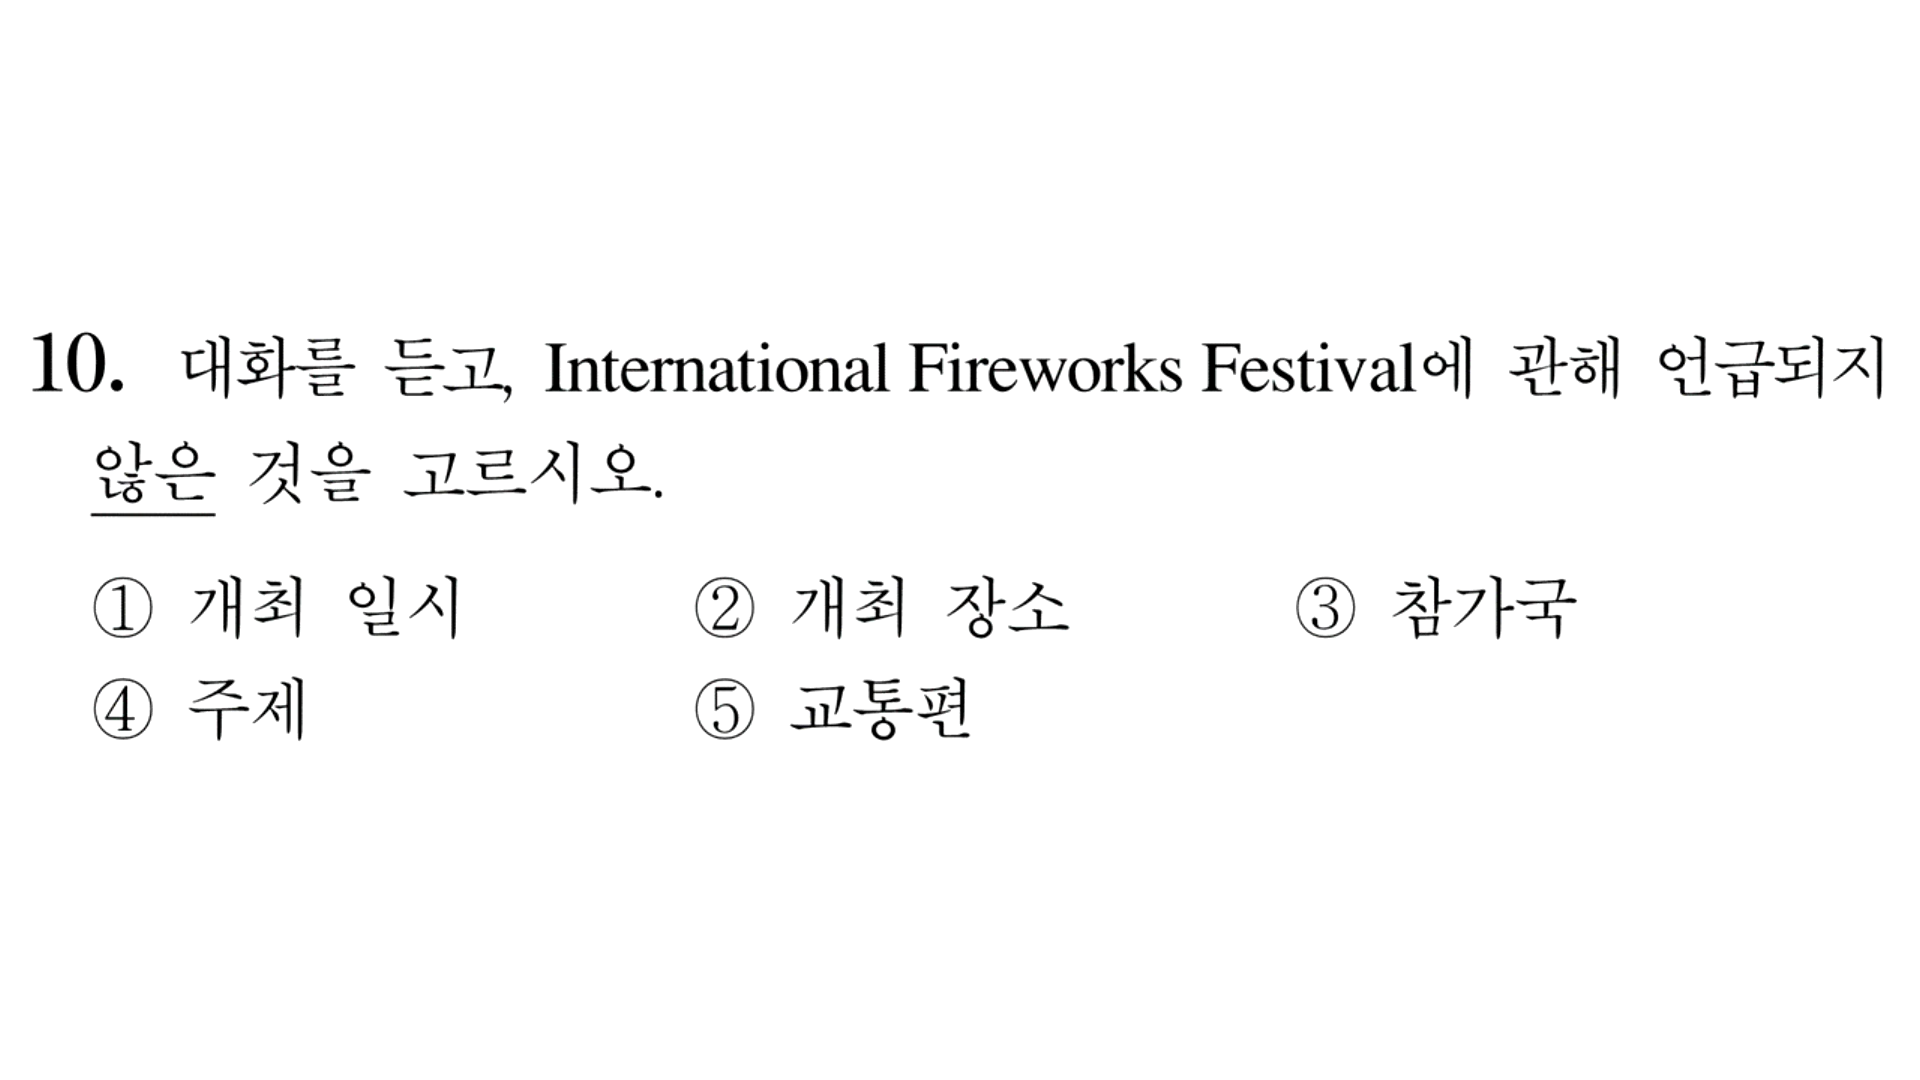 10. 대화를 듣고, International Fireworks Festival에 관해 언급되지
않은 것을 고르시오.
① 개최 일시 ② 개최 장소 ③ 참가국
④ 주제 ⑤ 교통편